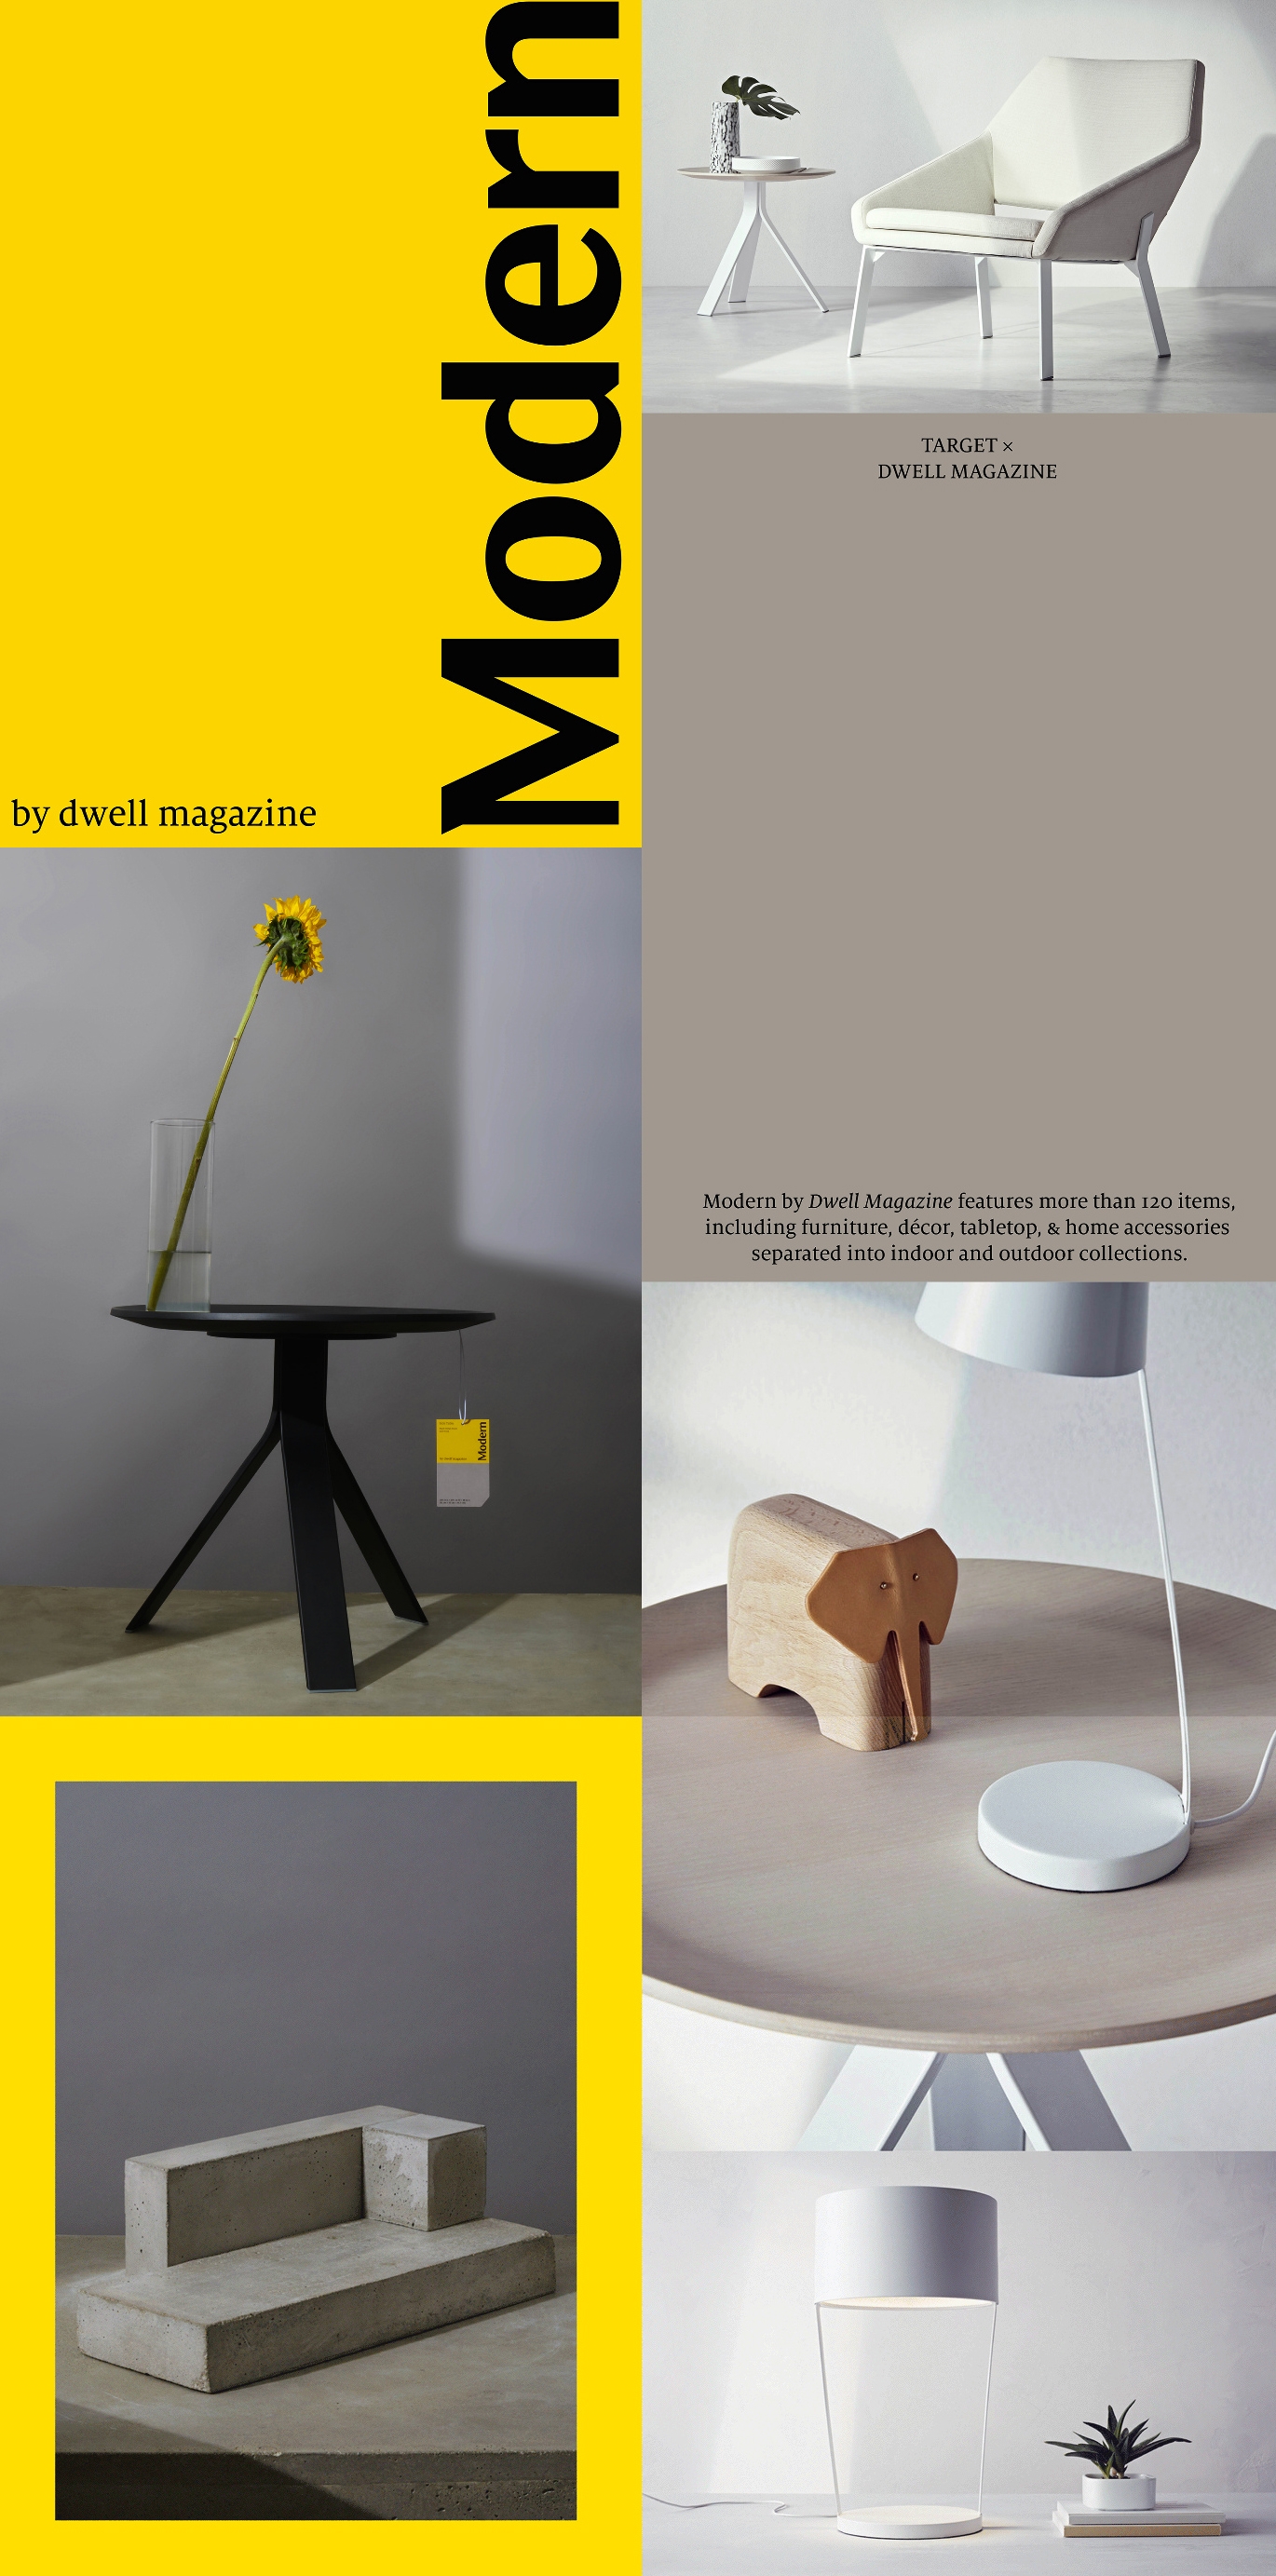 Modern
by dwell magazine
TARGET ×
DWELL MAGAZINE
Modern by Dwell Magazine features more than 120 items,
including furniture, décor, tabletop, & home accessories
separated into indoor and outdoor collections.
Modern